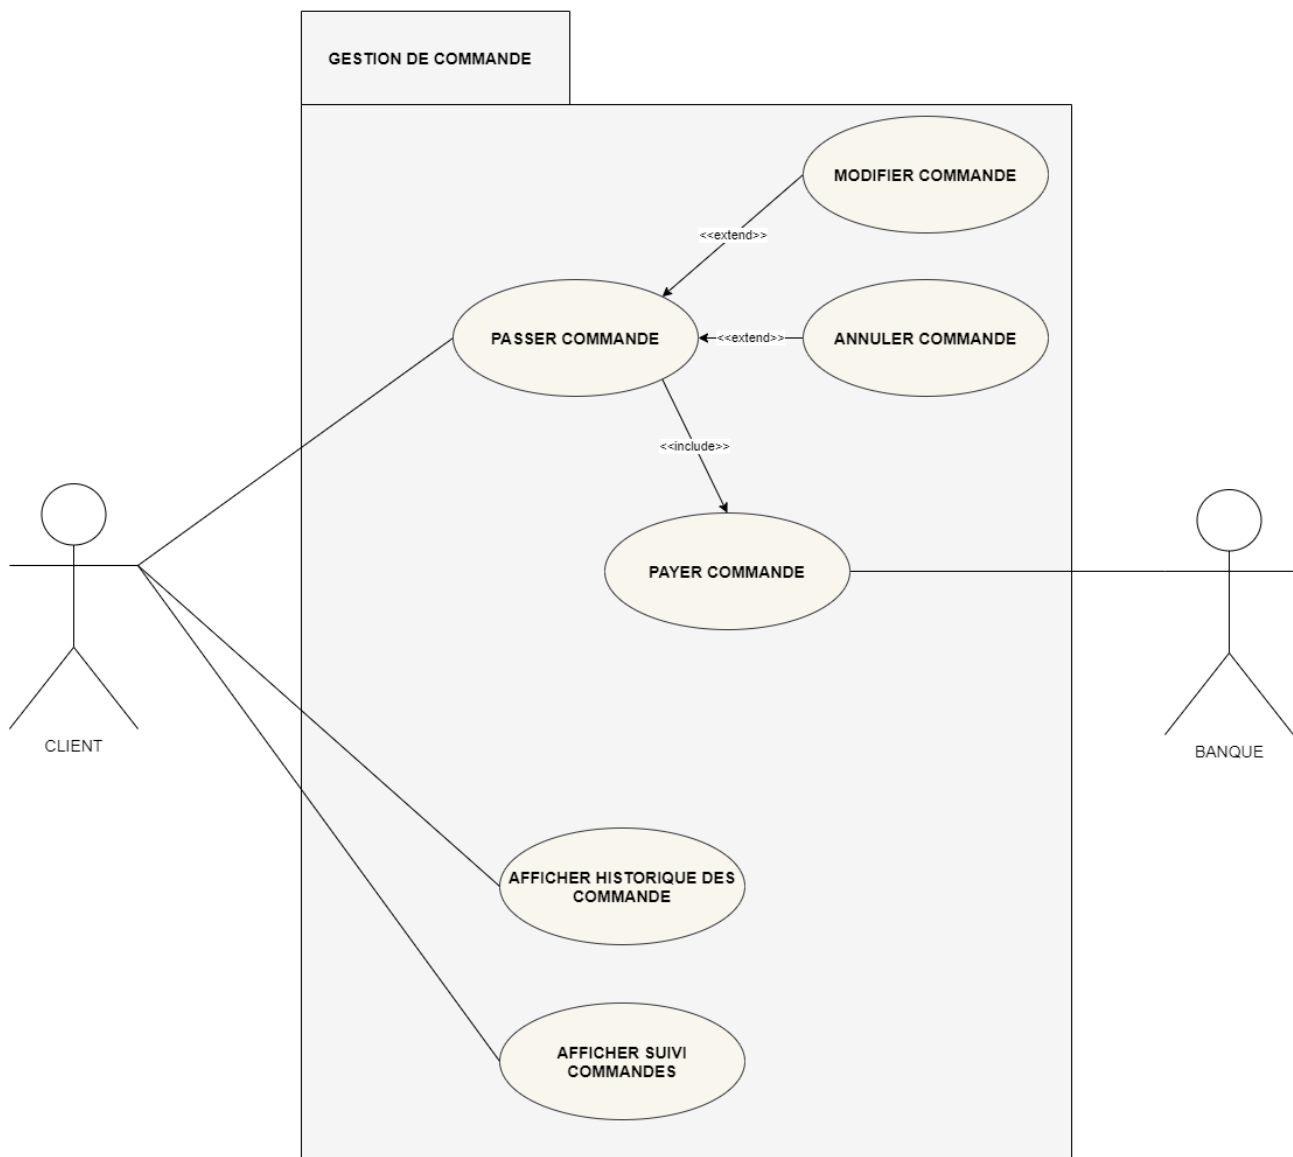 GESTION DE COMMANDE
MODIFIER COMMANDE
<<extend>>
PASSER COMMANDE
<<extend>>
ANNULER COMMANDE
<<include>>
PAYER COMMANDE
CLIENT
BANQUE
AFFICHER HISTORIQUE DES
COMMANDE
AFFICHER SUIVI
COMMANDES